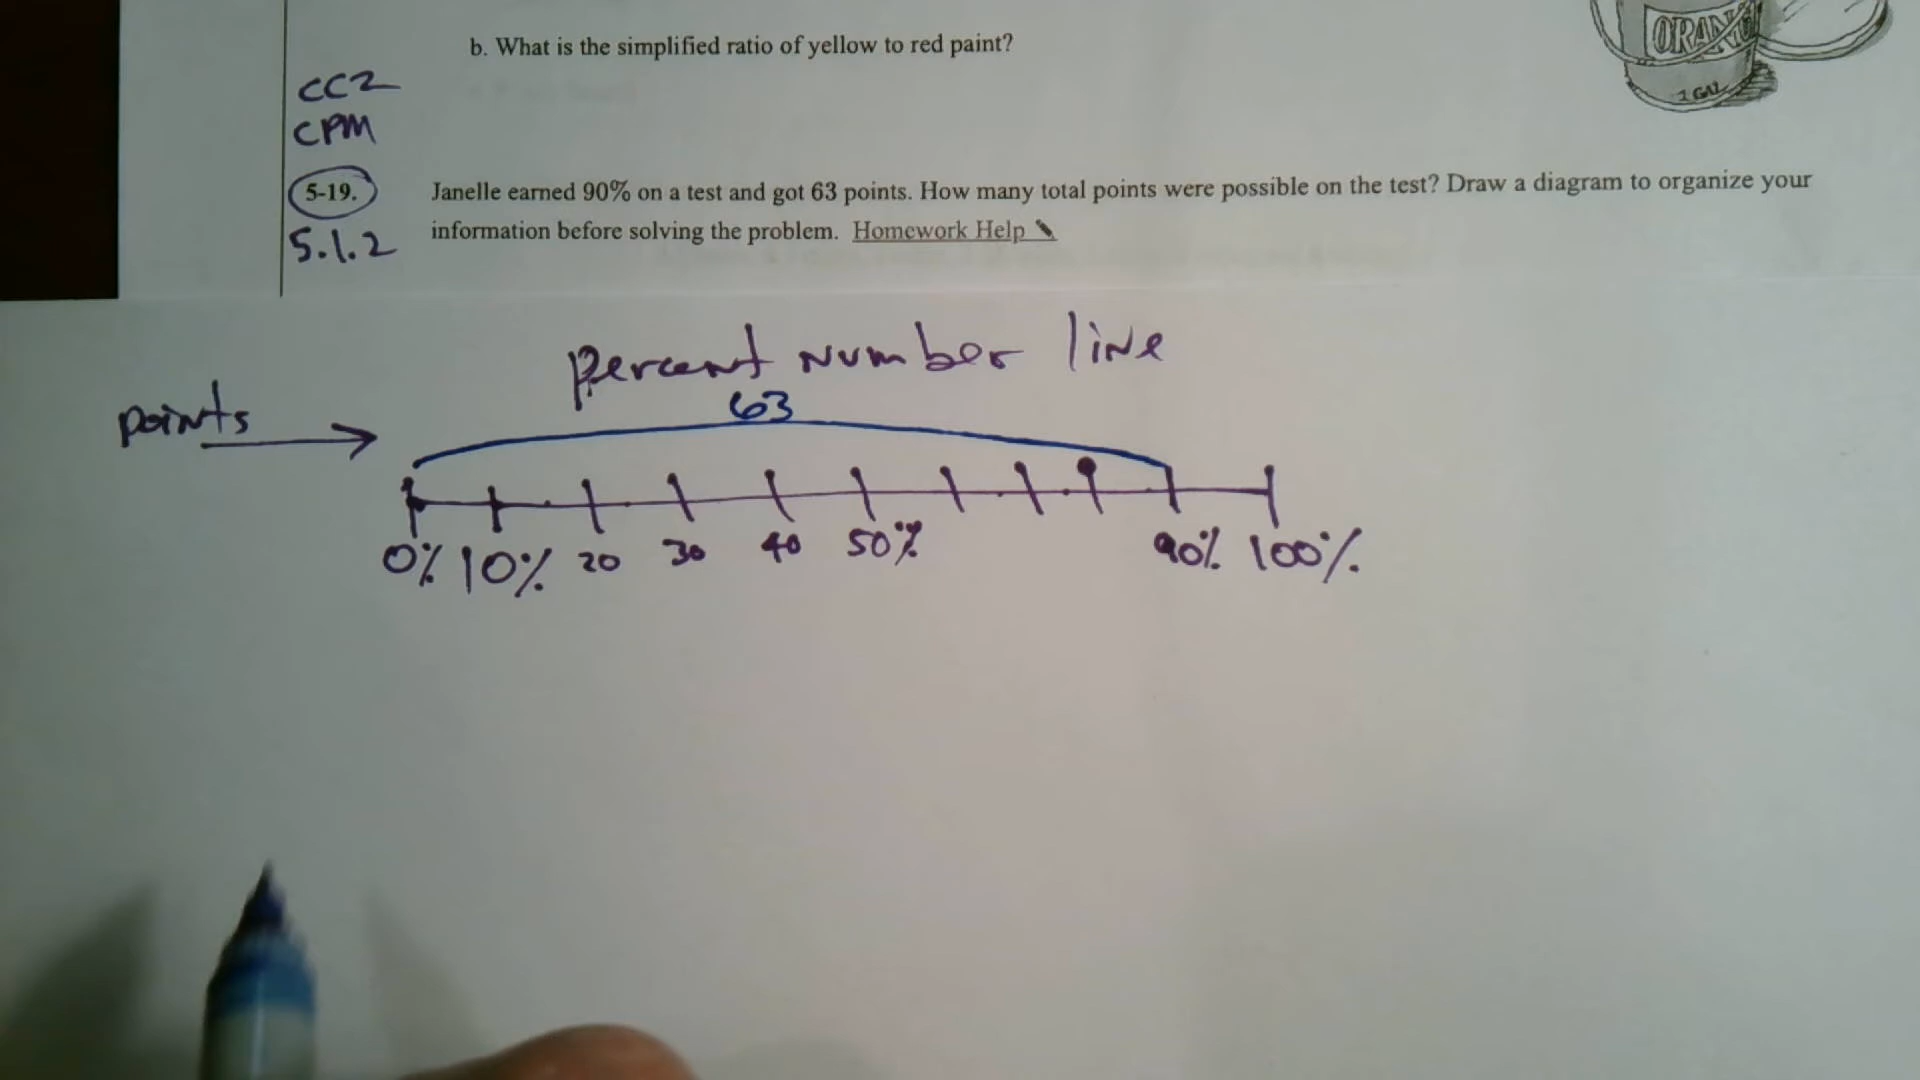 b. What is the simplified ratio of yellow to red paint?
1 GAL
CC2
CPM
5-19.
Janelle earned 90% on a test and got 63 points. How many total points were possible on the test? Draw a diagram to organize your
information before solving the problem. Homework Help
5.1.2
percent number line
63
points
0% 10% 20 30 40 50% 90% 100%